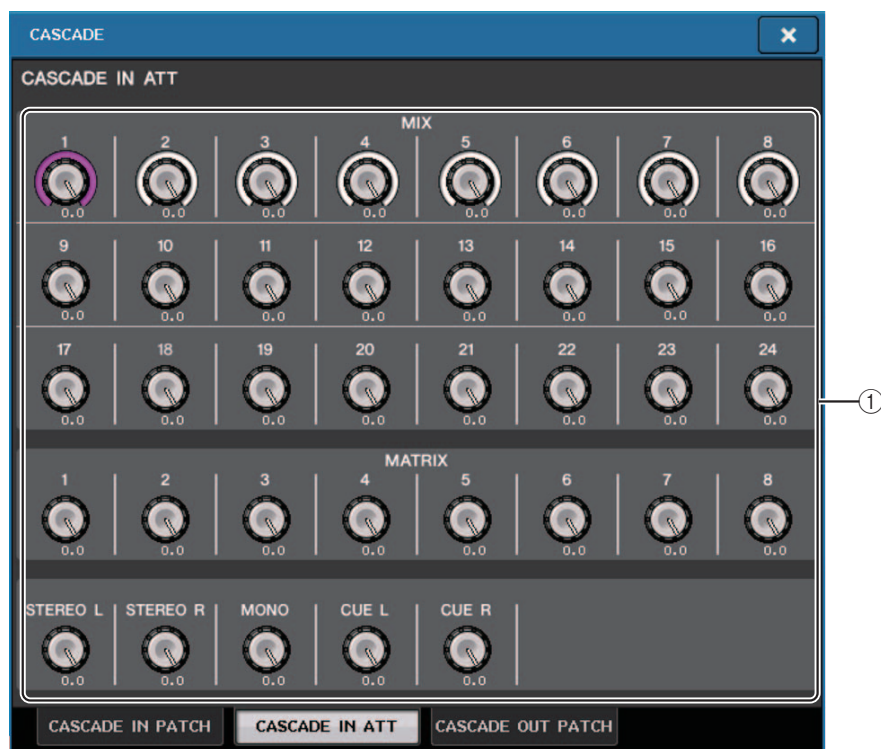 CASCADE
CASCADE IN ATT
MIX
1 2 3 4 5 6 7 8
0.0 0.0 0.0 0.0 0.0 0.0 0.0 0.0
9 10 11 12 13 14 15 16
0.0 0.0 0.0 0.0 0.0 0.0 0.0 0.0
17 18 19 20 21 22 23 24
0.0 0.0 0.0 0.0 0.0 0.0 0.0 0.0
①
MATRIX
1 2 3 4 5 6 7 8
0.0 0.0 0.0 0.0 0.0 0.0 0.0 0.0
STEREO L STEREO R MONO CUE L CUE R
0.0 0.0 0.0 0.0 0.0
CASCADE IN PATCH CASCADE IN ATT CASCADE OUT PATCH